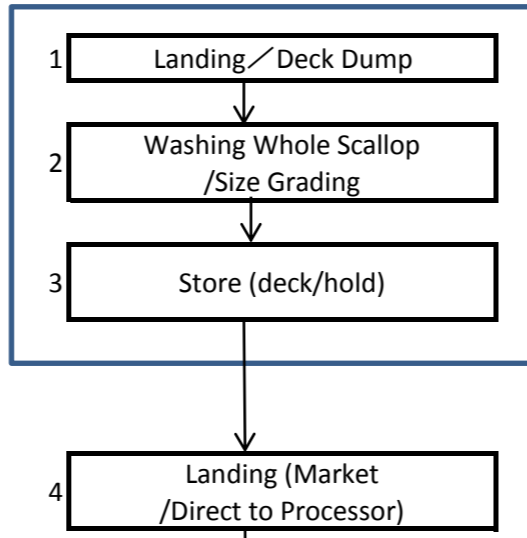 1 Landing／Deck Dump
2 Washing Whole Scallop
/Size Grading
3 Store (deck/hold)
4 Landing (Market
/Direct to Processor)